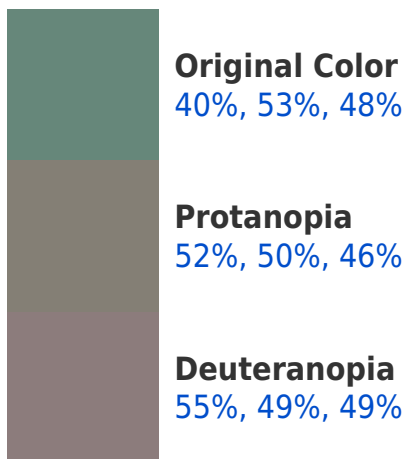 Original Color
40%, 53%, 48%
Protanopia
52%, 50%, 46%
Deuteranopia
55%, 49%, 49%